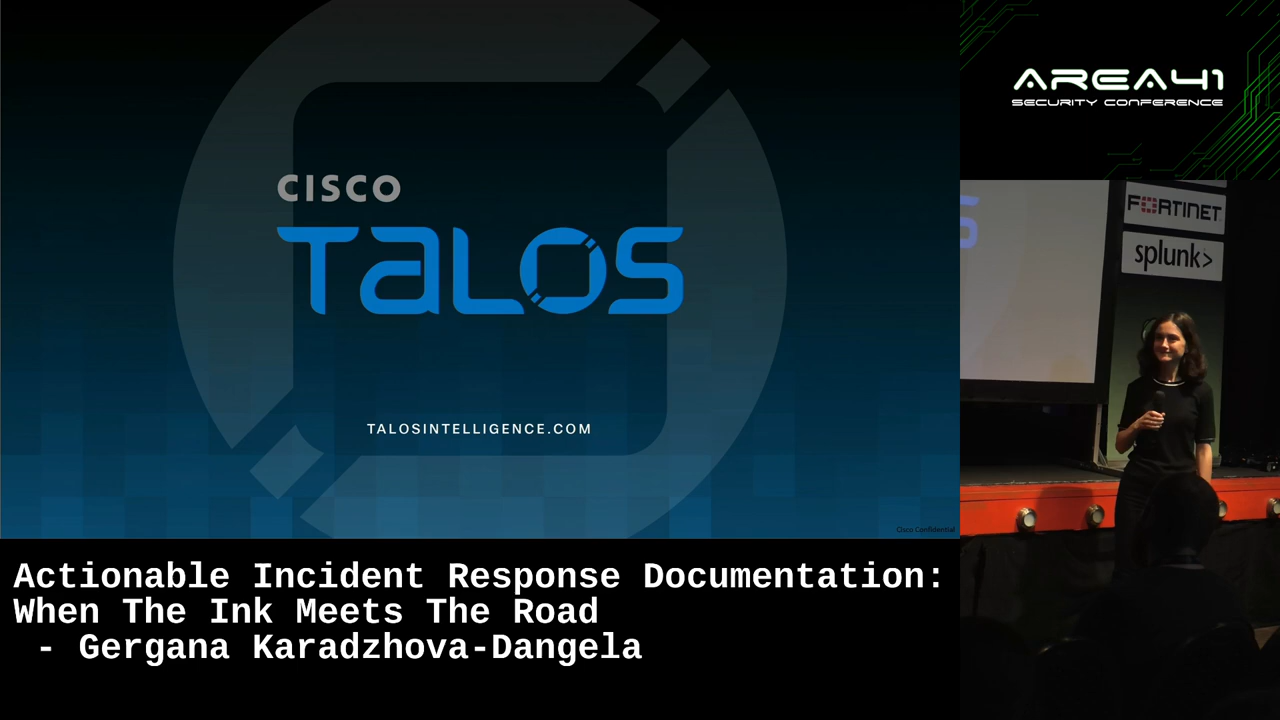 CISCO
TALOS
TALOSINTELLIGENCE.COM
Cisco Confidential
AREA41
SECURITY CONFERENCE
FORTINET
splunk>
S
Actionable Incident Response Documentation:
When The Ink Meets The Road
- Gergana Karadzhova-Dangela